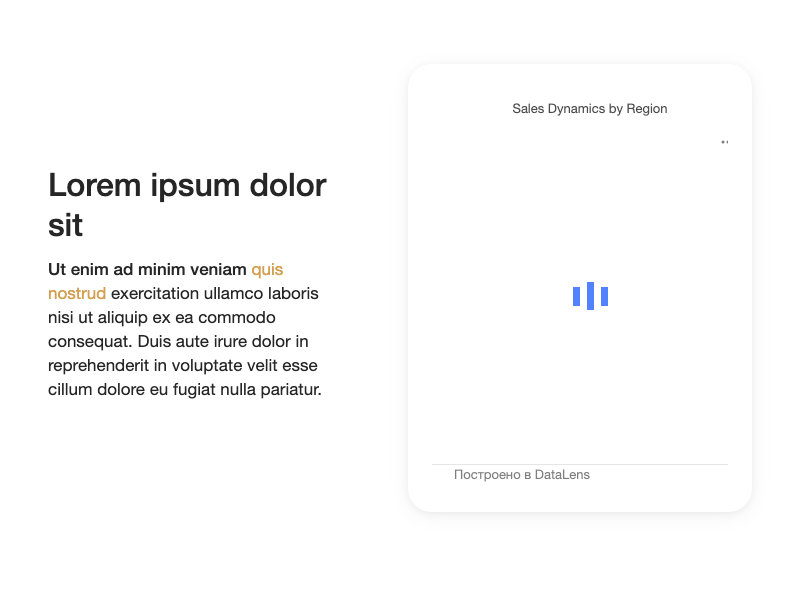 Lorem ipsum dolor
sit
Ut enim ad minim veniam quis
nostrud exercitation ullamco laboris
nisi ut aliquip ex ea commodo
consequat. Duis aute irure dolor in
reprehenderit in voluptate velit esse
cillum dolore eu fugiat nulla pariatur.
Sales Dynamics by Region
Построено в DataLens